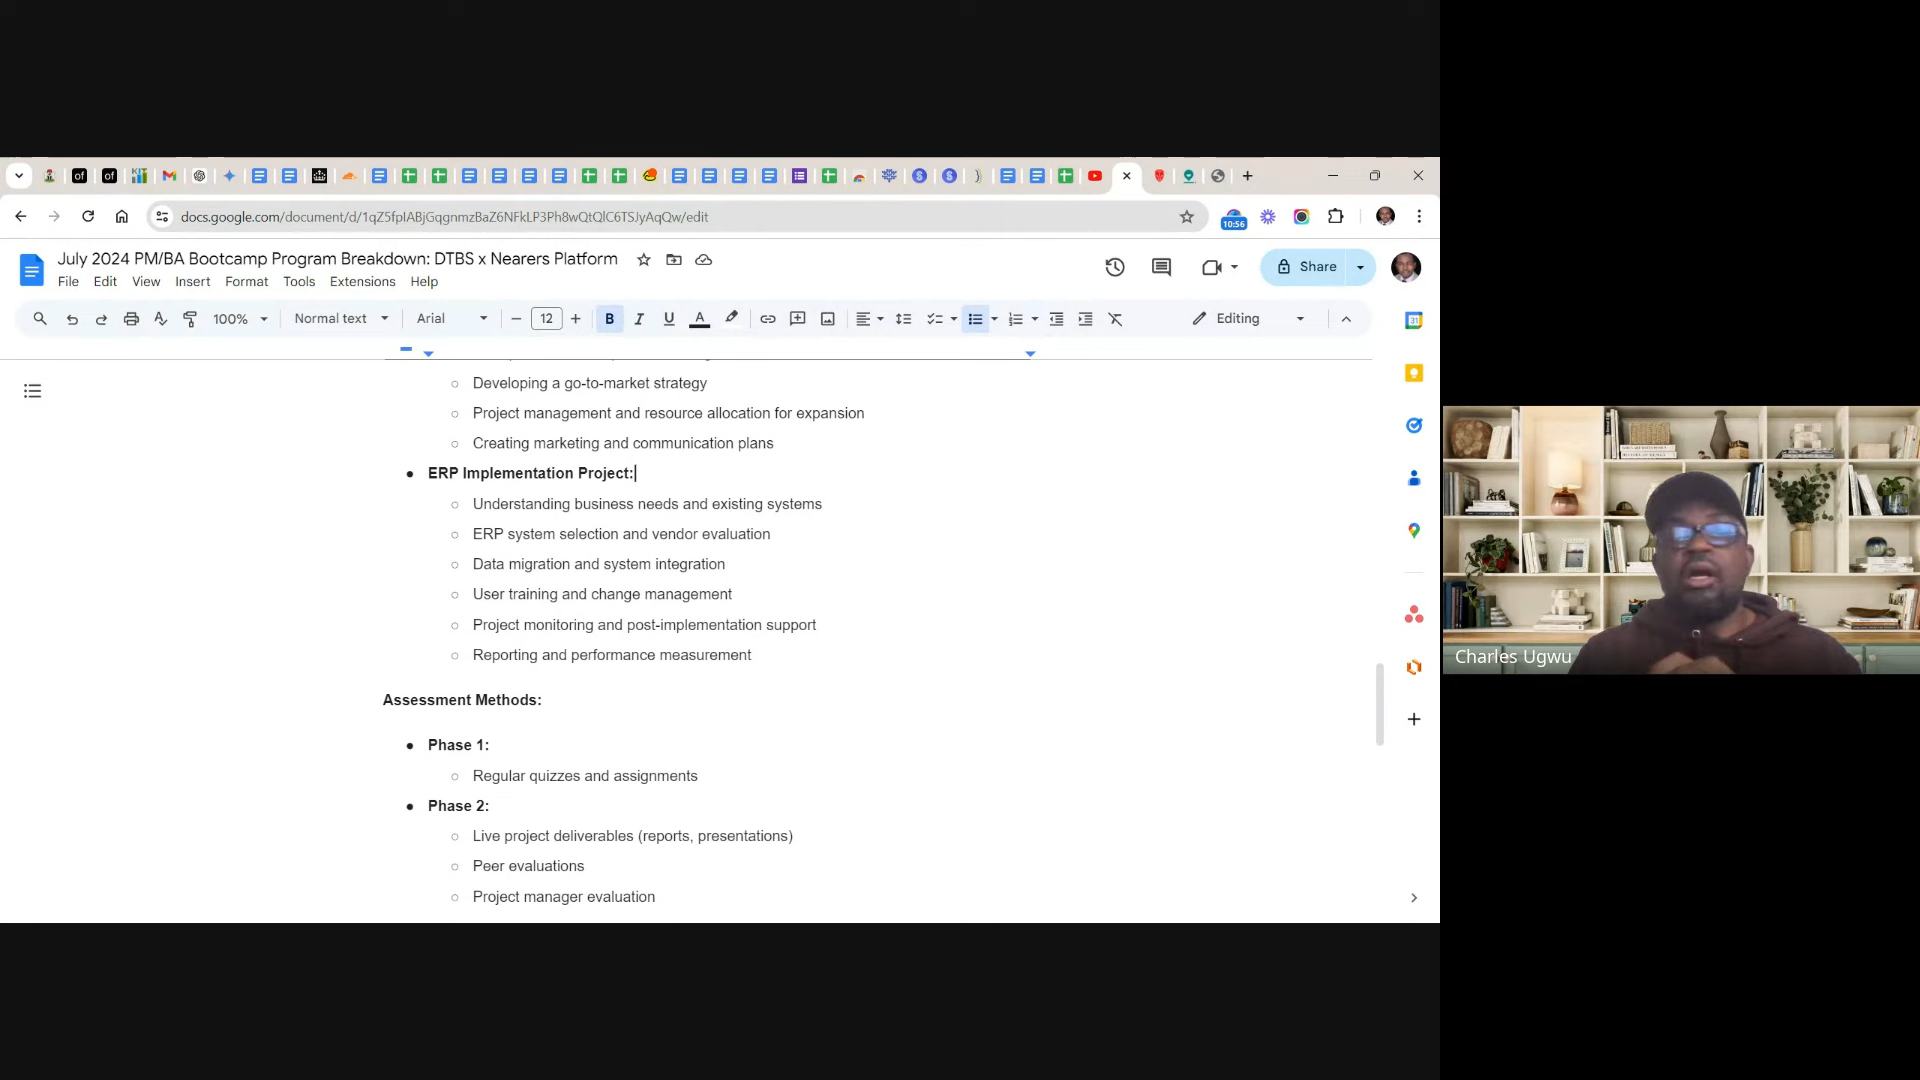 docs.google.com/document/d/1qZ5fpIABjGqgnmzBaZ6NFkLP3Ph8wQtQlC6TSJyAqQw/edit
10:56
July 2024 PM/BA Bootcamp Program Breakdown: DTBS x Nearers Platform
File Edit View Insert Format Tools Extensions Help
Share
100% Normal text Arial 12 B I U A Editing
Developing a go-to-market strategy
Project management and resource allocation for expansion
Creating marketing and communication plans
ERP Implementation Project:
Understanding business needs and existing systems
ERP system selection and vendor evaluation
Data migration and system integration
User training and change management
Project monitoring and post-implementation support
Reporting and performance measurement
Assessment Methods:
Phase 1:
Regular quizzes and assignments
Phase 2:
Live project deliverables (reports, presentations)
Peer evaluations
Project manager evaluation
Charles Ugwu